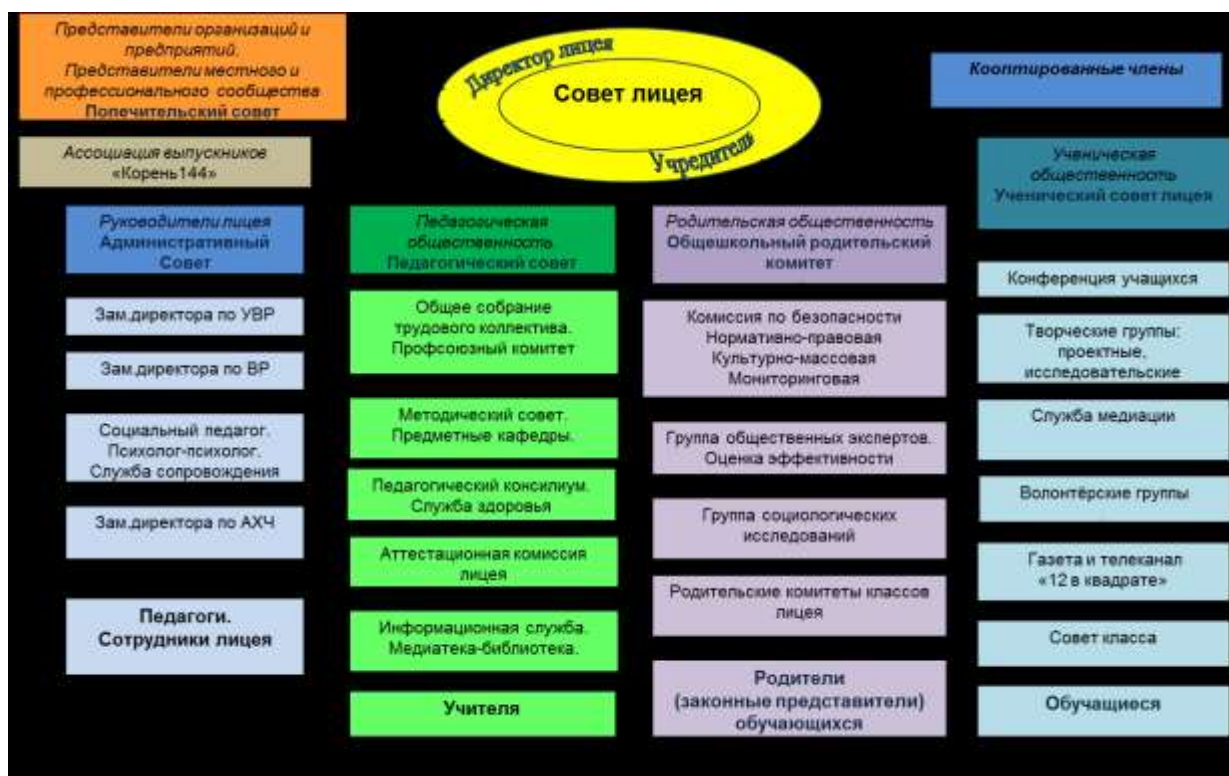 Представители организаций и
предприятий.
Представители местного и
профессионального сообщества
Попечительский совет
Ассоциация выпускников
«Корень144»
Директор лицея
Совет лицея
Учредитель
Кооптированные члены
Руководители лицея
Административный
Совет
Зам.директора по УВР
Зам.директора по ВР
Социальный педагог.
Психолог-психолог.
Служба сопровождения
Зам.директора по АХЧ
Педагоги.
Сотрудники лицея
Педагогическая
общественность
Педагогический совет
Общее собрание
трудового коллектива.
Профсоюзный комитет
Методический совет.
Предметные кафедры.
Педагогический консилиум.
Служба здоровья
Аттестационная комиссия
лицея
Информационная служба.
Медиатека-библиотека.
Учителя
Родительская общественность
Общешкольный родительский
комитет
Комиссия по безопасности
Нормативно-правовая
Культурно-массовая
Мониторинговая
Группа общественных экспертов.
Оценка эффективности
Группа социологических
исследований
Родительские комитеты классов
лицея
Родители
(законные представители)
обучающихся
Ученическая
общественность
Ученический совет лицея
Конференция учащихся
Творческие группы:
проектные,
исследовательские
Служба медиации
Волонтёрские группы
Газета и телеканал
«12 в квадрате»
Совет класса
Обучащиеся